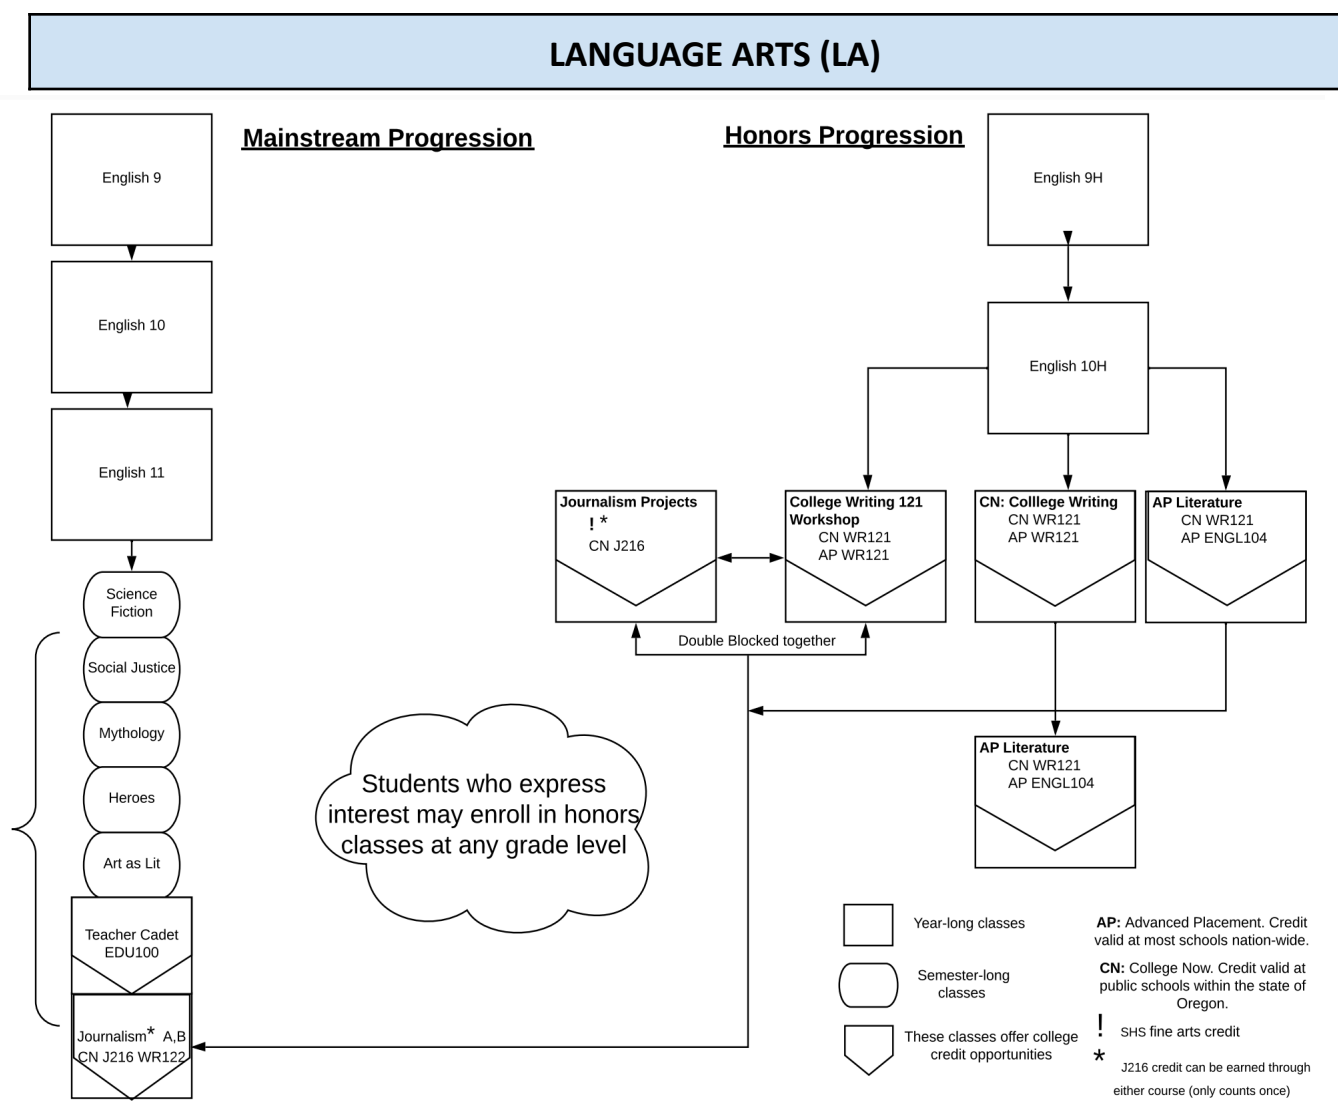 LANGUAGE ARTS (LA)
Mainstream Progression
Honors Progression
English 9
English 10
English 11
Science
Fiction
Social Justice
Mythology
Heroes
Art as Lit
Teacher Cadet
EDU100
Journalism* A,B
CN J216 WR122
English 9H
English 10H
Journalism Projects
! *
CN J216
College Writing 121
Workshop
CN WR121
AP WR121
CN: Colllege Writing
CN WR121
AP WR121
AP Literature
CN WR121
AP ENGL104
Double Blocked together
AP Literature
CN WR121
AP ENGL104
Students who express
interest may enroll in honors
classes at any grade level
Year-long classes
Semester-long
classes
These classes offer college
credit opportunities
AP: Advanced Placement. Credit
valid at most schools nation-wide.
CN: College Now. Credit valid at
public schools within the state of
Oregon.
! SHS fine arts credit
* J216 credit can be earned through
either course (only counts once)